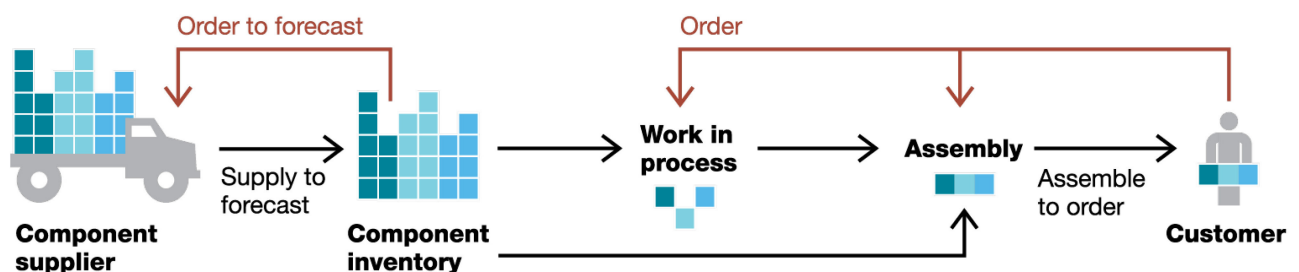 Order to forecast
Order
Work in
process
Assembly
Supply to
forecast
Assemble
to order
Component
supplier
Component
inventory
Customer